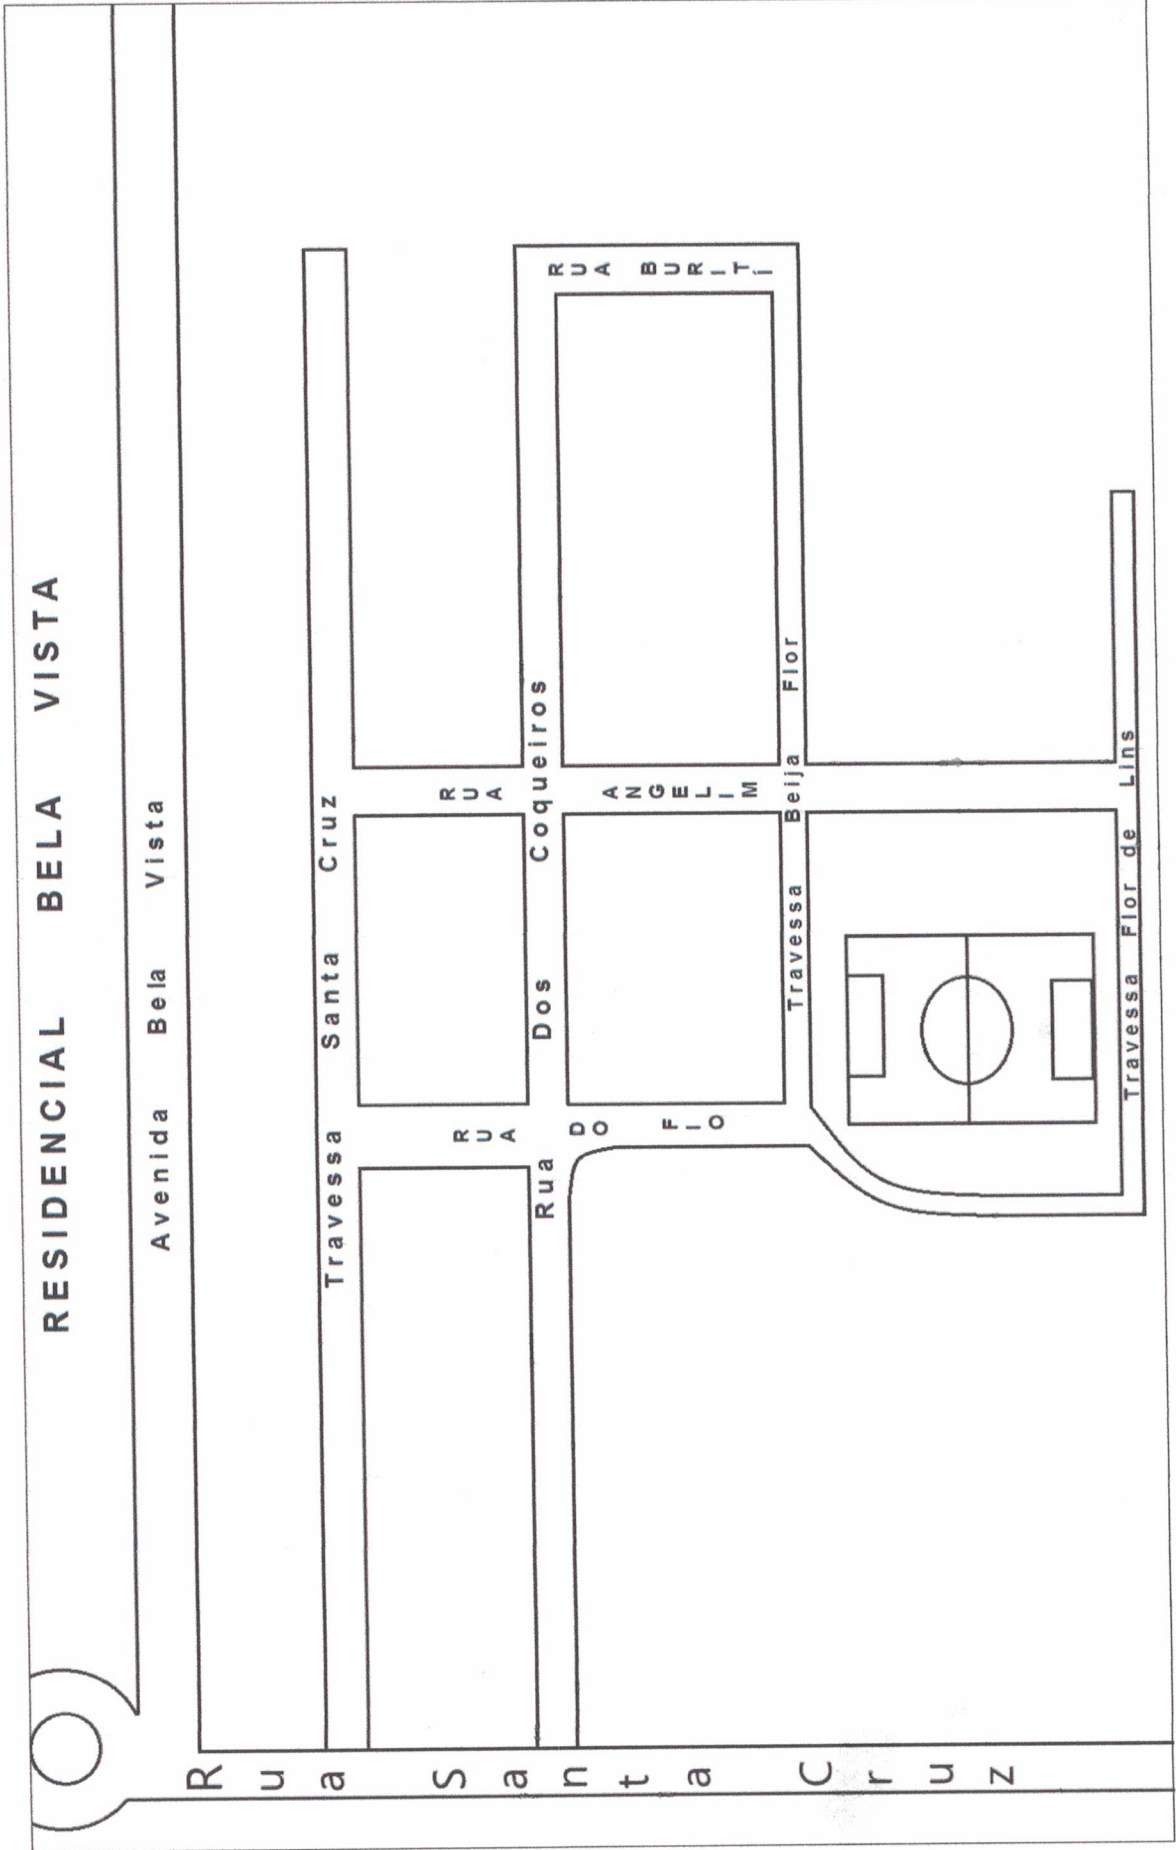 RESIDENCIAL BELA VISTA
Avenida Bela Vista
Travessa Santa Cruz
RUA
RUA
Rua Dos Coqueiros
DO
FIO
ANGELIM
RUA BURITI
Travessa Beija Flor
Travessa Flor de Lins
Rua Santa Cruz